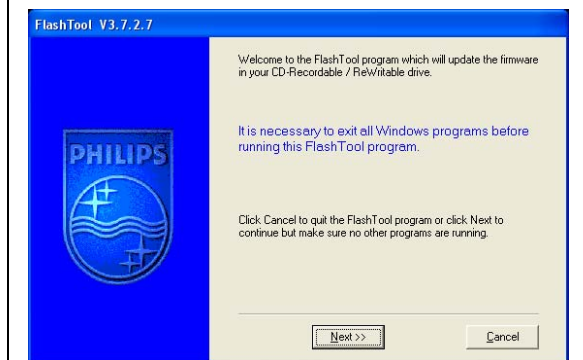 FlashTool V3.7.2.7
Welcome to the FlashTool program which will update the firmware
in your CD-Recordable / ReWritable drive.
It is necessary to exit all Windows programs before
running this FlashTool program.
PHILIPS
Click Cancel to quit the FlashTool program or click Next to
continue but make sure no other programs are running.
Next >>
Cancel